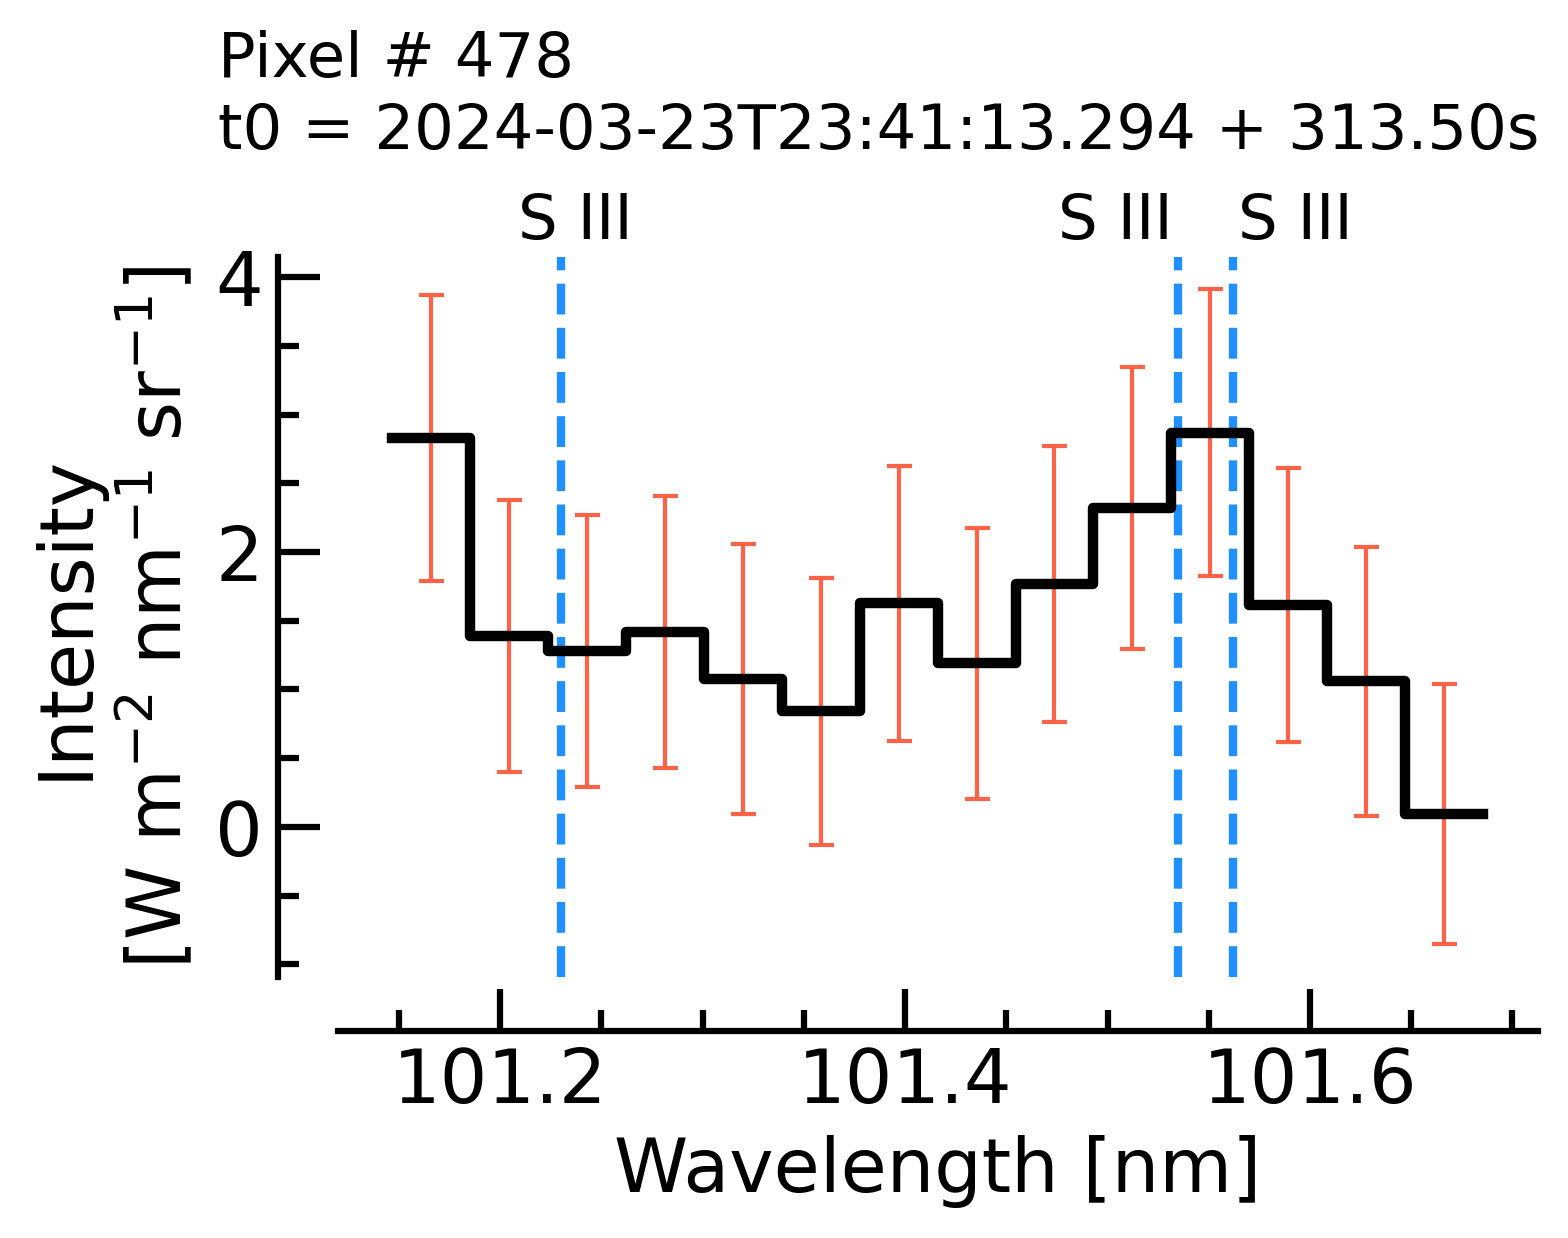 Pixel # 478
t0 = 2024-03-23T23:41:13.294 + 313.50s
S III S III S III
Intensity
[W m⁻² nm⁻¹ sr⁻¹]
4
2
0
101.2 101.4 101.6
Wavelength [nm]